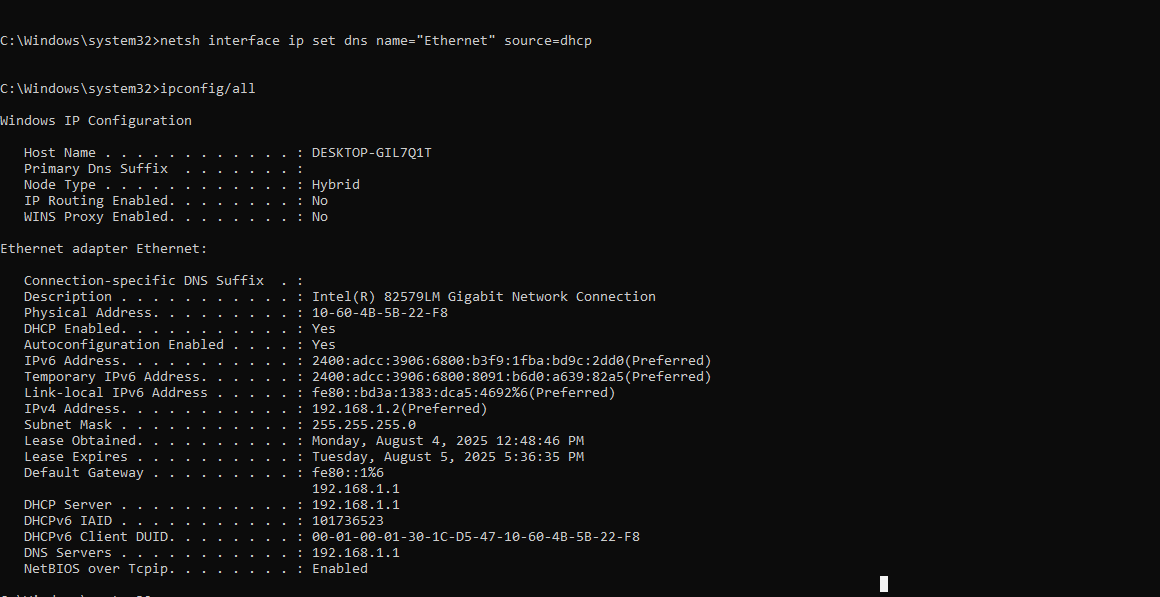 C:\Windows\system32>netsh interface ip set dns name="Ethernet" source=dhcp
C:\Windows\system32>ipconfig/all
Windows IP Configuration
Host Name . . . . . . . . . . . . : DESKTOP-GIL7Q1T
Primary Dns Suffix  . . . . . . . :
Node Type . . . . . . . . . . . . : Hybrid
IP Routing Enabled. . . . . . . . : No
WINS Proxy Enabled. . . . . . . . : No
Ethernet adapter Ethernet:
Connection-specific DNS Suffix  . :
Description . . . . . . . . . . . : Intel(R) 82579LM Gigabit Network Connection
Physical Address. . . . . . . . . : 10-60-4B-5B-22-F8
DHCP Enabled. . . . . . . . . . . : Yes
Autoconfiguration Enabled . . . . : Yes
IPv6 Address. . . . . . . . . . . : 2400:adcc:3906:6800:b3f9:1fba:bd9c:2dd0(Preferred)
Temporary IPv6 Address. . . . . . : 2400:adcc:3906:6800:8091:b6d0:a639:82a5(Preferred)
Link-local IPv6 Address . . . . . : fe80::bd3a:1383:dca5:4692%6(Preferred)
IPv4 Address. . . . . . . . . . . : 192.168.1.2(Preferred)
Subnet Mask . . . . . . . . . . . : 255.255.255.0
Lease Obtained. . . . . . . . . . : Monday, August 4, 2025 12:48:46 PM
Lease Expires . . . . . . . . . . : Tuesday, August 5, 2025 5:36:35 PM
Default Gateway . . . . . . . . . : fe80::1%6
192.168.1.1
DHCP Server . . . . . . . . . . . : 192.168.1.1
DHCPv6 IAID . . . . . . . . . . . : 101736523
DHCPv6 Client DUID. . . . . . . . : 00-01-00-01-30-1C-D5-47-10-60-4B-5B-22-F8
DNS Servers . . . . . . . . . . . : 192.168.1.1
NetBIOS over Tcpip. . . . . . . . : Enabled